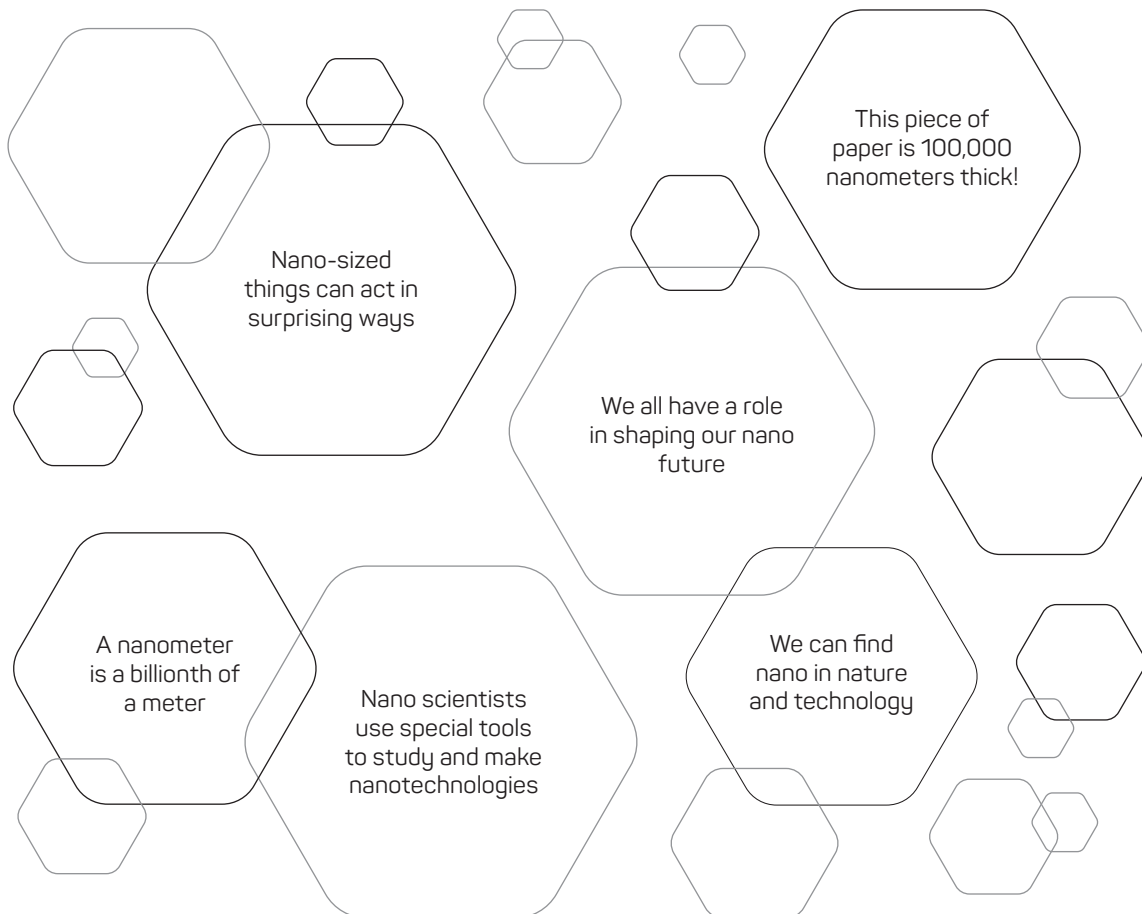 This piece of
paper is 100,000
nanometers thick!
Nano-sized
things can act in
surprising ways
We all have a role
in shaping our nano
future
A nanometer
is a billionth of
a meter
Nano scientists
use special tools
to study and make
nanotechnologies
We can find
nano in nature
and technology